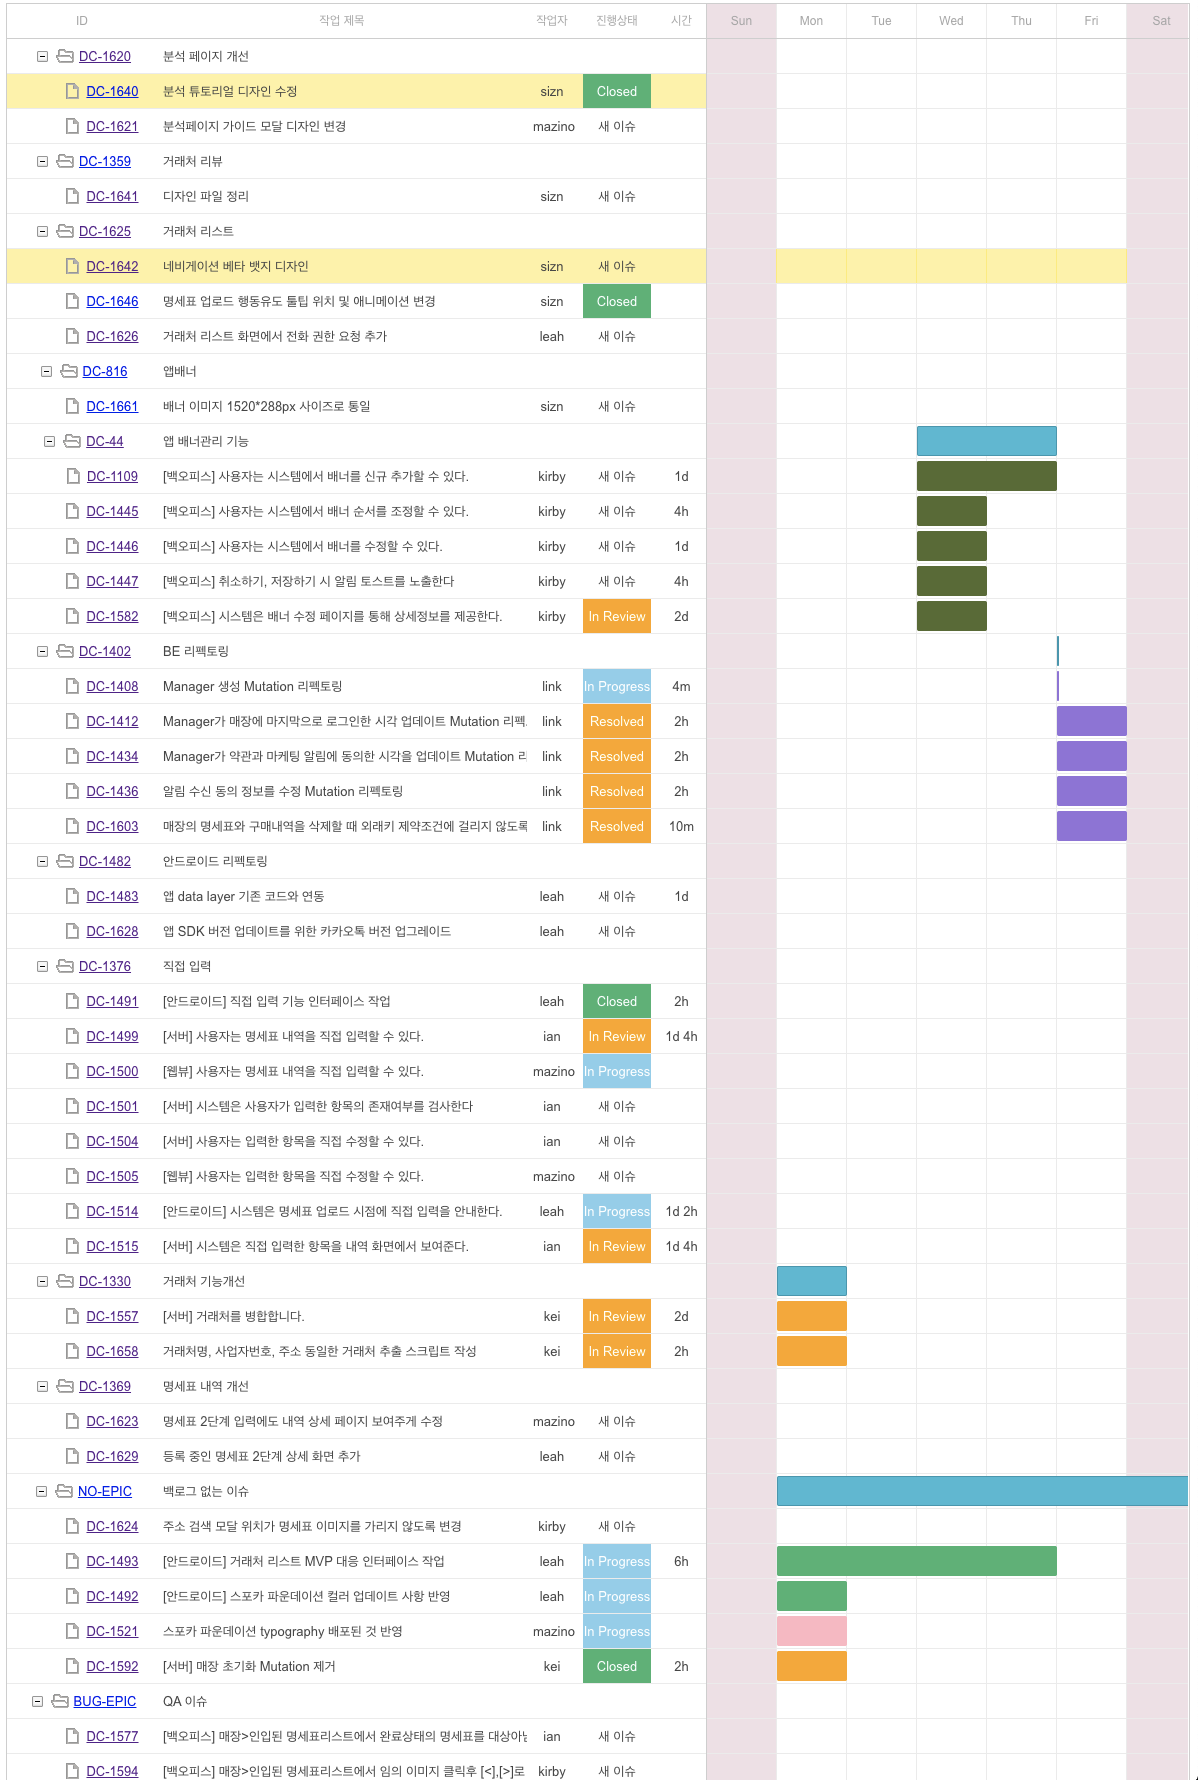 ID 작업 제목 작업자 진행상태 시간 Sun Mon Tue Wed Thu Fri Sat
DC-1620 분석 페이지 개선
DC-1640 분석 튜토리얼 디자인 수정 sizn Closed
DC-1621 분석페이지 가이드 모달 디자인 변경 mazino 새 이슈
DC-1359 거래처 리뷰
DC-1641 디자인 파일 정리 sizn 새 이슈
DC-1625 거래처 리스트
DC-1642 네비게이션 베타 뱃지 디자인 sizn 새 이슈
DC-1646 명세표 업로드 행동유도 툴팁 위치 및 애니메이션 변경 sizn Closed
DC-1626 거래처 리스트 화면에서 전화 권한 요청 추가 leah 새 이슈
DC-816 앱배너
DC-1661 배너 이미지 1520*288px 사이즈로 통일 sizn 새 이슈
DC-44 앱 배너관리 기능
DC-1109 [백오피스] 사용자는 시스템에서 배너를 신규 추가할 수 있다. kirby 새 이슈 1d
DC-1445 [백오피스] 사용자는 시스템에서 배너 순서를 조정할 수 있다. kirby 새 이슈 4h
DC-1446 [백오피스] 사용자는 시스템에서 배너를 수정할 수 있다. kirby 새 이슈 1d
DC-1447 [백오피스] 취소하기, 저장하기 시 알림 토스트를 노출한다 kirby 새 이슈 4h
DC-1582 [백오피스] 시스템은 배너 수정 페이지를 통해 상세정보를 제공한다. kirby In Review 2d
DC-1402 BE 리펙토링
DC-1408 Manager 생성 Mutation 리펙토링 link In Progress 4m
DC-1412 Manager가 매장에 마지막으로 로그인한 시각 업데이트 Mutation 리펙 link Resolved 2h
DC-1434 Manager가 약관과 마케팅 알림에 동의한 시각을 업데이트 Mutation 리 link Resolved 2h
DC-1436 알림 수신 동의 정보를 수정 Mutation 리펙토링 link Resolved 2h
DC-1603 매장의 명세표와 구매내역을 삭제할 때 외래키 제약조건에 걸리지 않도록 link Resolved 10m
DC-1482 안드로이드 리펙토링
DC-1483 앱 data layer 기존 코드와 연동 leah 새 이슈 1d
DC-1628 앱 SDK 버전 업데이트를 위한 카카오톡 버전 업그레이드 leah 새 이슈
DC-1376 직접 입력
DC-1491 [안드로이드] 직접 입력 기능 인터페이스 작업 leah Closed 2h
DC-1499 [서버] 사용자는 명세표 내역을 직접 입력할 수 있다. ian In Review 1d 4h
DC-1500 [웹뷰] 사용자는 명세표 내역을 직접 입력할 수 있다. mazino In Progress
DC-1501 [서버] 시스템은 사용자가 입력한 항목의 존재여부를 검사한다 ian 새 이슈
DC-1504 [서버] 사용자는 입력한 항목을 직접 수정할 수 있다. ian 새 이슈
DC-1505 [웹뷰] 사용자는 입력한 항목을 직접 수정할 수 있다. mazino 새 이슈
DC-1514 [안드로이드] 시스템은 명세표 업로드 시점에 직접 입력을 안내한다. leah In Progress 1d 2h
DC-1515 [서버] 시스템은 직접 입력한 항목을 내역 화면에서 보여준다. ian In Review 1d 4h
DC-1330 거래처 기능개선
DC-1557 [서버] 거래처를 병합합니다. kei In Review 2d
DC-1658 거래처명, 사업자번호, 주소 동일한 거래처 추출 스크립트 작성 kei In Review 2h
DC-1369 명세표 내역 개선
DC-1623 명세표 2단계 입력에도 내역 상세 페이지 보여주게 수정 mazino 새 이슈
DC-1629 등록 중인 명세표 2단계 상세 화면 추가 leah 새 이슈
NO-EPIC 백로그 없는 이슈
DC-1624 주소 검색 모달 위치가 명세표 이미지를 가리지 않도록 변경 kirby 새 이슈
DC-1493 [안드로이드] 거래처 리스트 MVP 대응 인터페이스 작업 leah In Progress 6h
DC-1492 [안드로이드] 스포카 파운데이션 컬러 업데이트 사항 반영 leah In Progress
DC-1521 스포카 파운데이션 typography 배포된 것 반영 mazino In Progress
DC-1592 [서버] 매장 초기화 Mutation 제거 kei Closed 2h
BUG-EPIC QA 이슈
DC-1577 [백오피스] 매장>인입된 명세표리스트에서 완료상태의 명세표를 대상아님 ian 새 이슈
DC-1594 [백오피스] 매장>인입된 명세표리스트에서 임의 이미지 클릭후 [<],[>]로 kirby 새 이슈